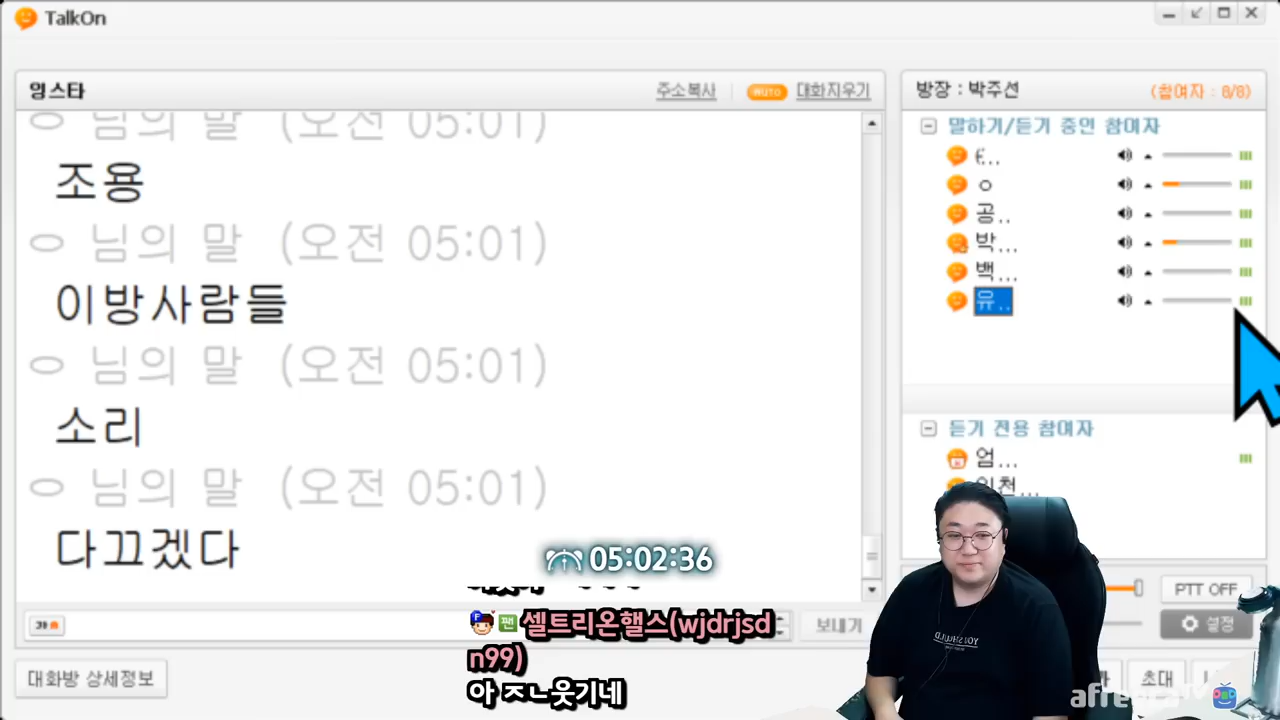 TalkOn
잉스타
주소복사
AUTO
대화지우기
ㅇ 님의 말 (오전 05:01)
조용
ㅇ 님의 말 (오전 05:01)
이방사람들
ㅇ 님의 말 (오전 05:01)
소리
ㅇ 님의 말 (오전 05:01)
다끄겠다
방장 : 박주선
(참여자 : 8/8)
말하기/듣기 중인 참여자
ㅇ
공..
박...
백...
유..
듣기 전용 참여자
엄...
인천...
PTT OFF
설정
초대
보내기
가
대화방 상세정보
05:02:36
F 팬 셀트리온핼스(wjdrjsd
n99)
아 ㅈㄴ웃기네